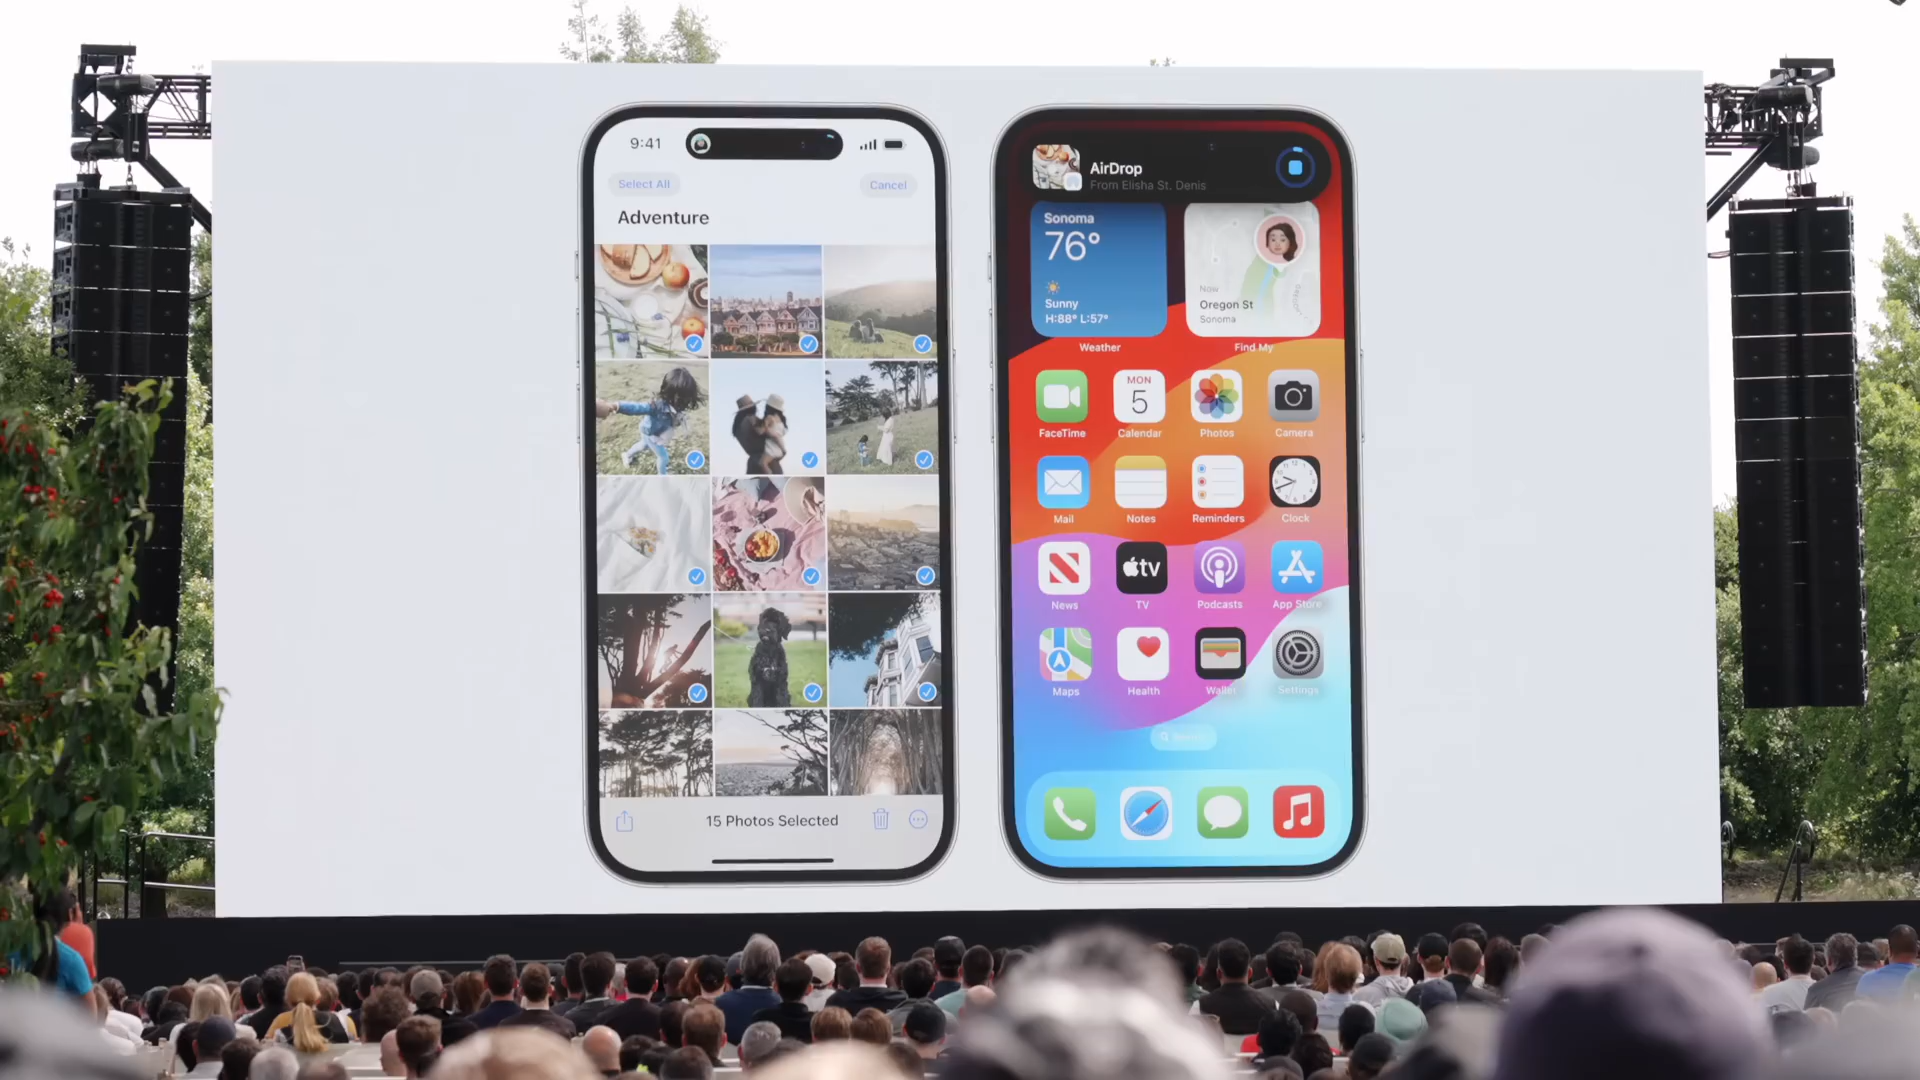 9:41
Select All
Cancel
Adventure
15 Photos Selected
AirDrop
From Elisha St. Denis
Sonoma
76°
Sunny
H:88° L:57°
Weather
Now
Oregon St
Sonoma
Find My
FaceTime
MON
5
Calendar
Photos
Camera
Mail
Notes
Reminders
Clock
News
tv
TV
Podcasts
App Store
Maps
Health
Wallet
Settings